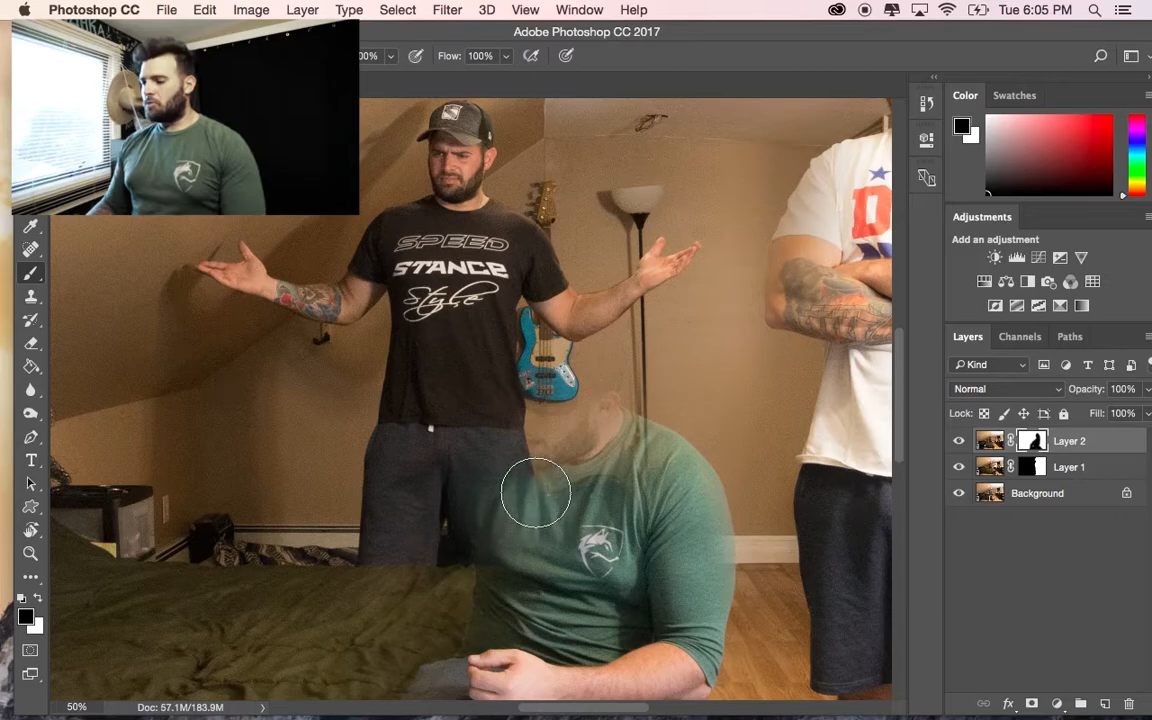 Photoshop CC File Edit Image Layer Type Select Filter 3D View Window Help Tue 6:05 PM
Adobe Photoshop CC 2017
00% Flow: 100%
Color Swatches
SPEED
STANCE
Style
D
Adjustments
Add an adjustment
Layers Channels Paths
Kind
Normal Opacity: 100%
Lock: Fill: 100%
Layer 2
Layer 1
Background
50% Doc: 57.1M/183.9M